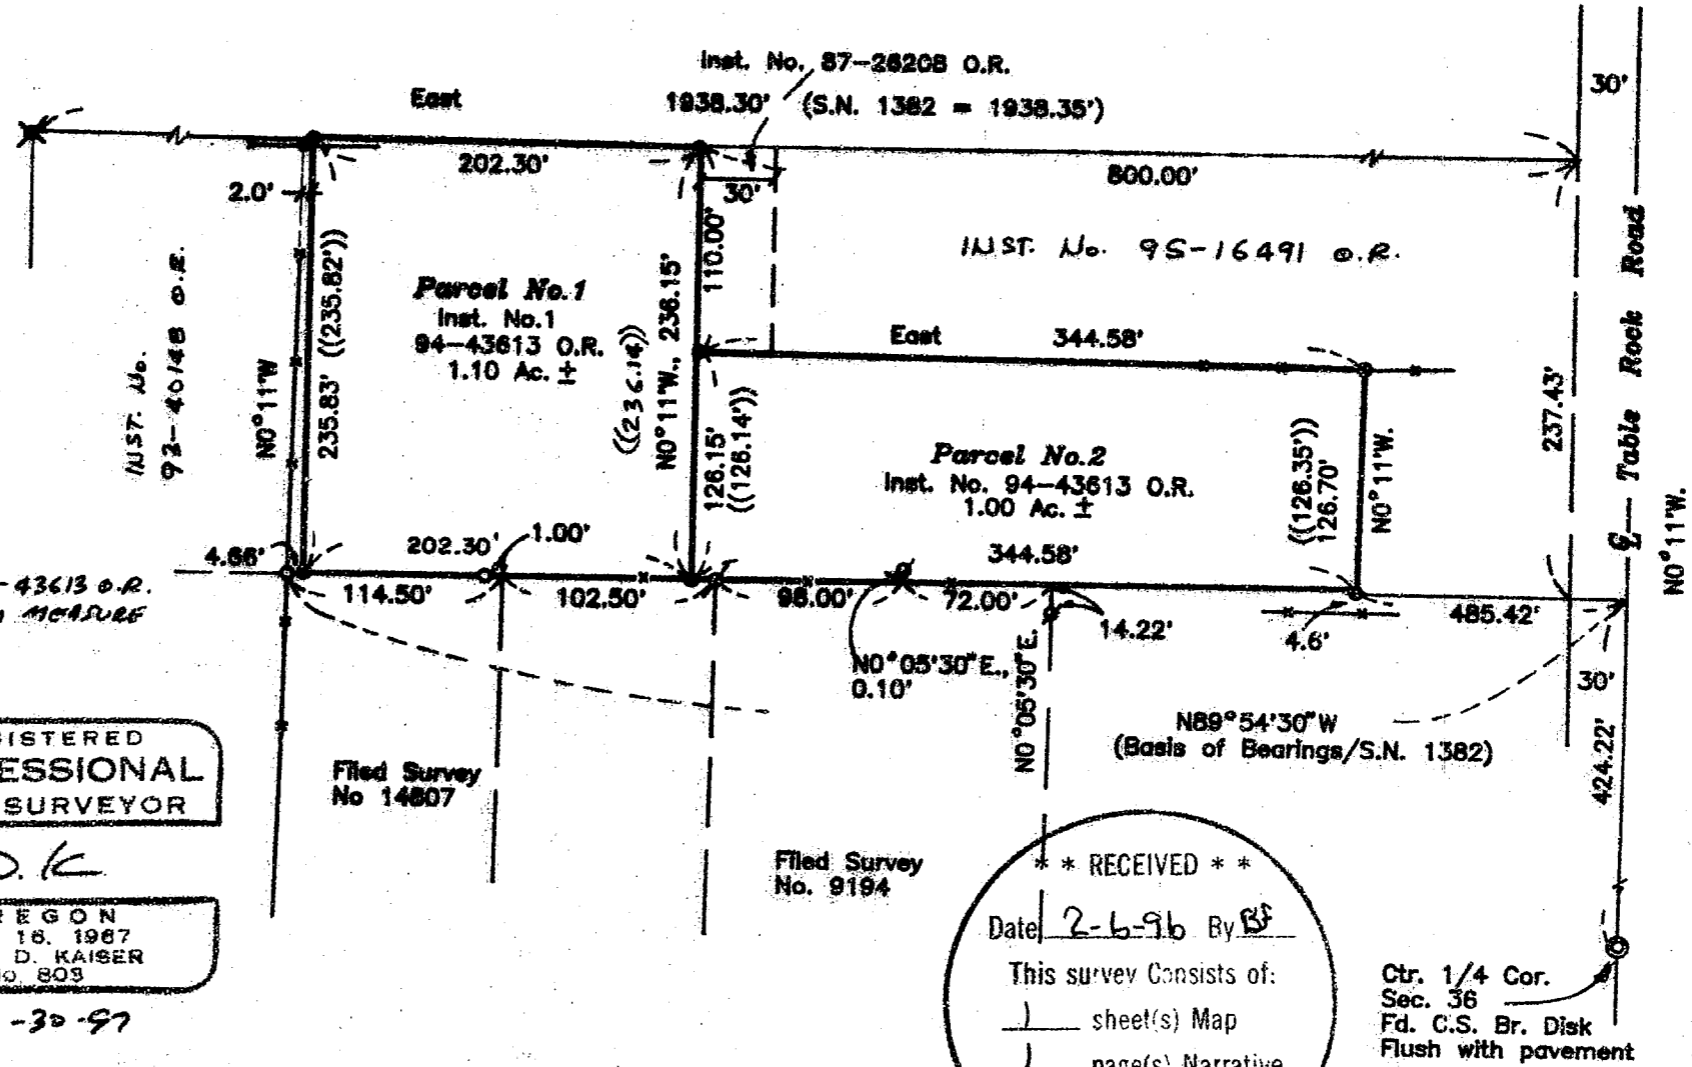 Inst. No. 87-26208 O.R.
East
1938.30' (S.N. 1382 = 1938.35')
30'
202.30'
800.00'
2.0'
30'
INST. No. 95-16491 O.R.
INST. No.
93-40148 O.R.
N0°11'W
235.83' ((235.82'))
Parcel No.1
Inst. No.1
94-43613 O.R.
1.10 Ac. ±
((236.14'))
N0°11'W., 236.15'
110.00'
126.15'
((126.14'))
East 344.58'
Parcel No.2
Inst. No. 94-43613 O.R.
1.00 Ac. ±
((126.35'))
126.70'
N0°11'W.
237.43'
℄ Table Rock Road
N0°11'W.
4.66'
202.30'
1.00'
344.58'
-43613 O.R.
MEASURE
114.50'
102.50'
98.00'
72.00'
14.22'
4.6'
485.42'
N0°05'30"E.,
0.10'
N0°05'30"E.
30'
424.22'
N89°54'30"W
(Basis of Bearings/S.N. 1382)
ISTERED
ESSIONAL
SURVEYOR
Filed Survey
No 14807
Filed Survey
No. 9194
D. K
EGON
16, 1967
D. KAISER
803
-30-97
* * RECEIVED * *
Date 2-6-96 By BF
This survey Consists of:
1 sheet(s) Map
1 page(s) Narrative
Ctr. 1/4 Cor.
Sec. 36
Fd. C.S. Br. Disk
Flush with pavement